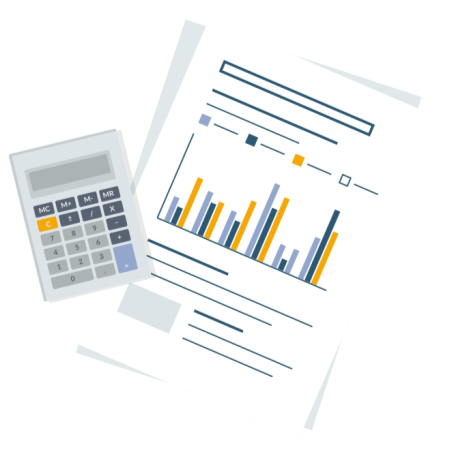 MC M+ M- MR
C ÷ / X
7 8 9 -
4 5 6 +
1 2 3 =
0 .